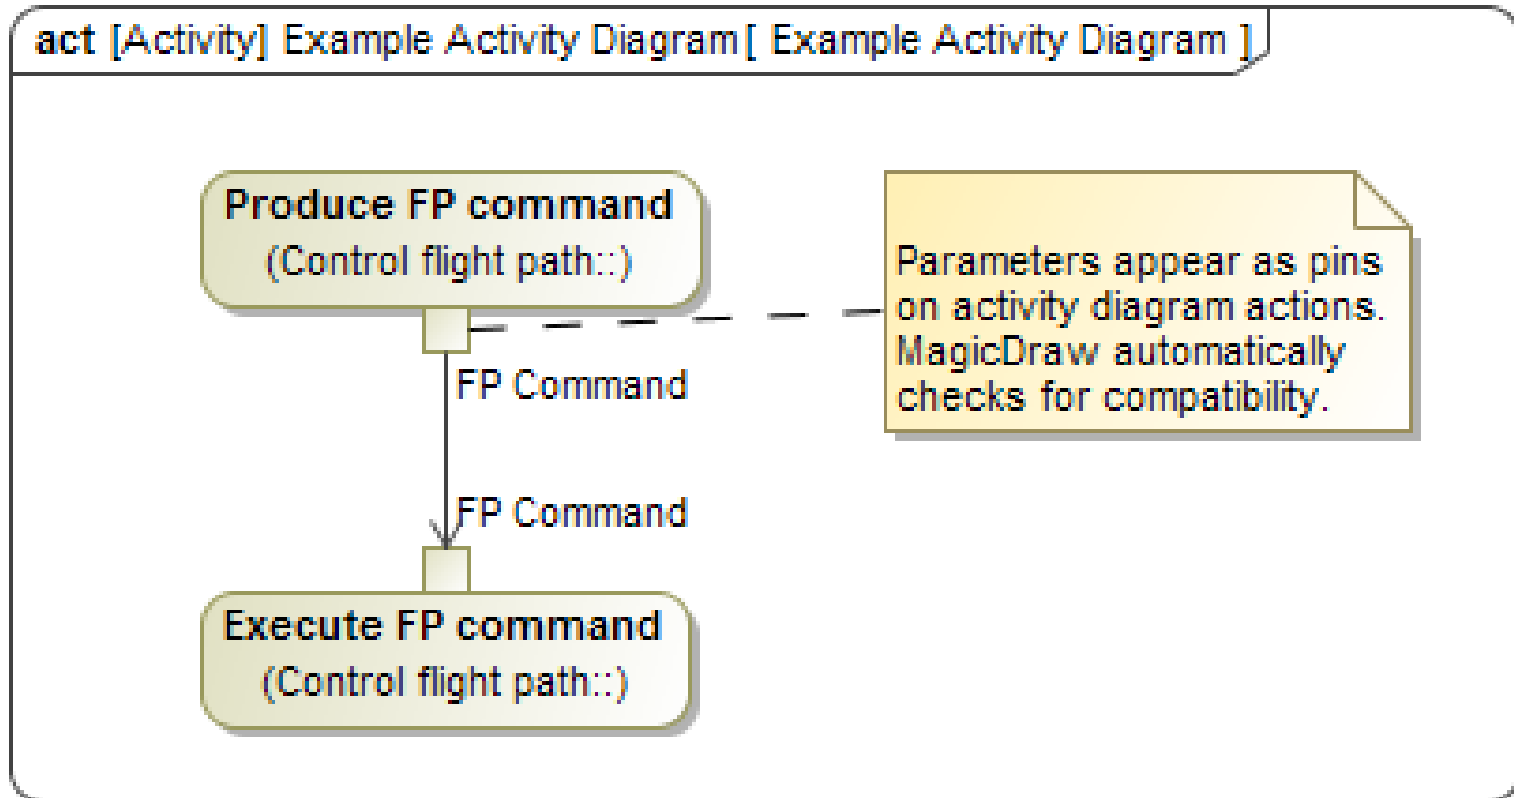 act [Activity] Example Activity Diagram[ Example Activity Diagram ]
Produce FP command
(Control flight path::)
Parameters appear as pins
on activity diagram actions.
MagicDraw automatically
checks for compatibility.
FP Command
FP Command
Execute FP command
(Control flight path::)